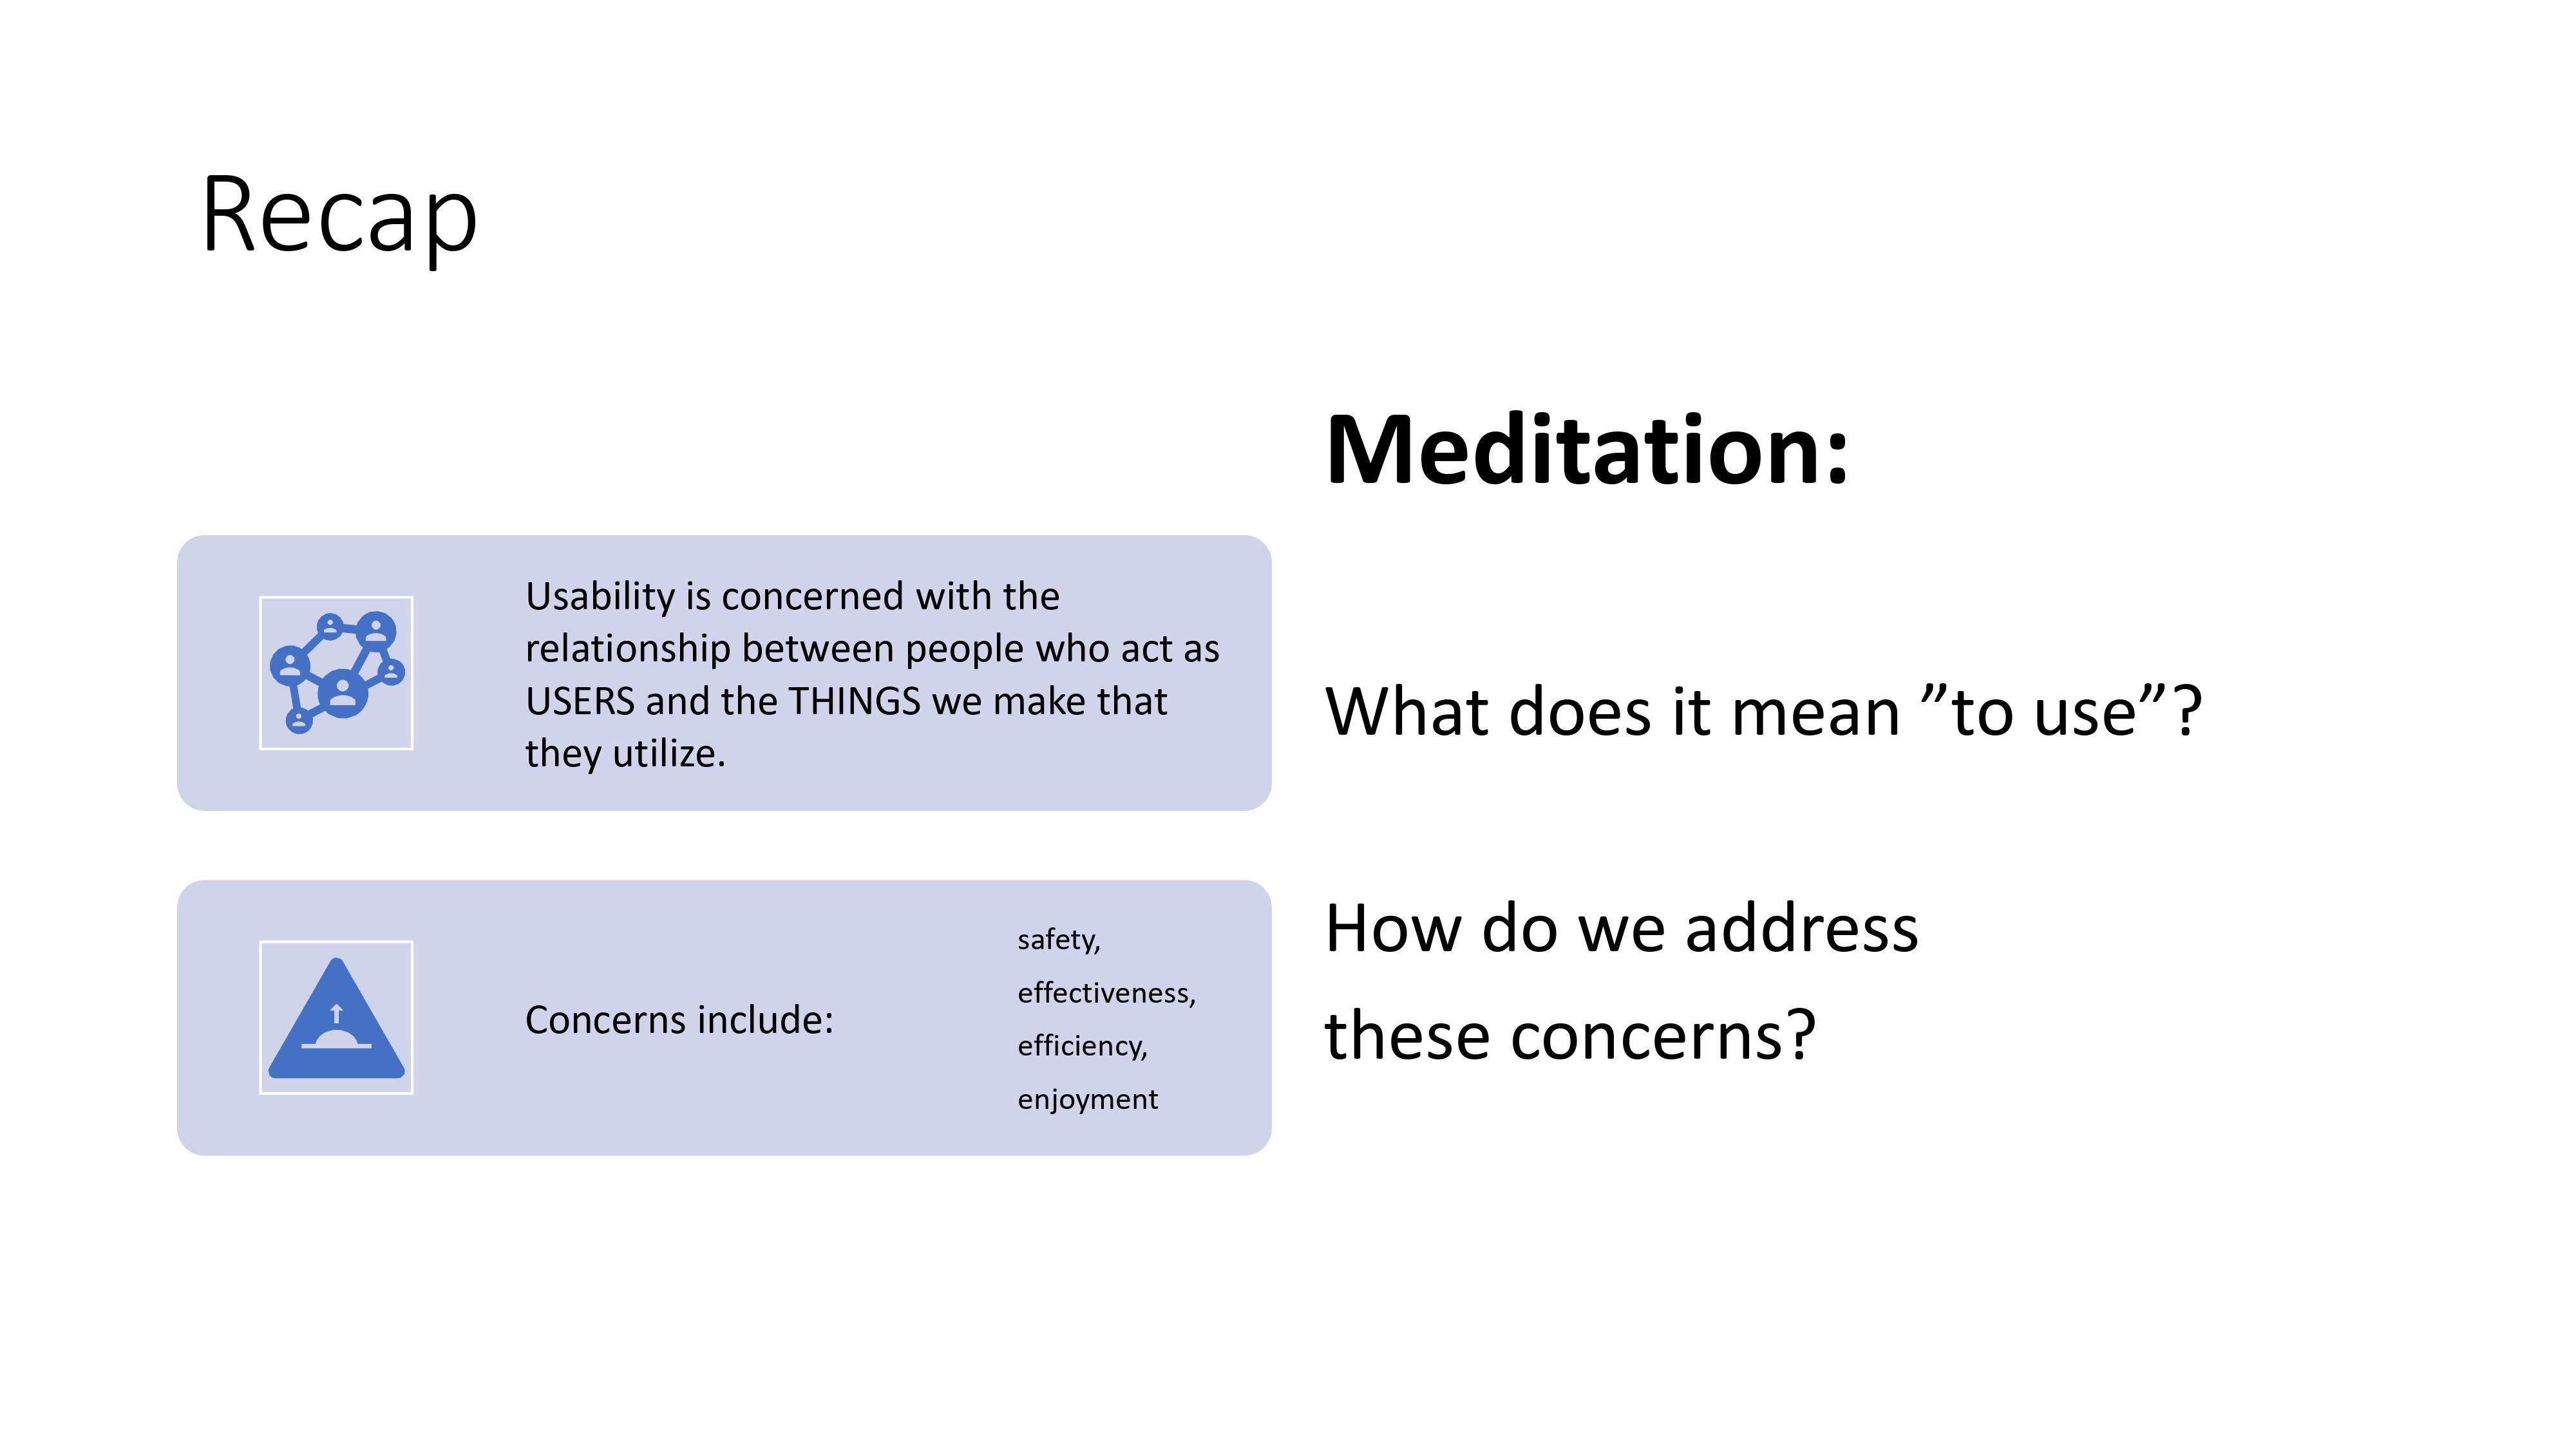 Recap
Usability is concerned with the
relationship between people who act as
USERS and the THINGS we make that
they utilize.
Concerns include:
safety,
effectiveness,
efficiency,
enjoyment
Meditation:
What does it mean ”to use”?
How do we address
these concerns?